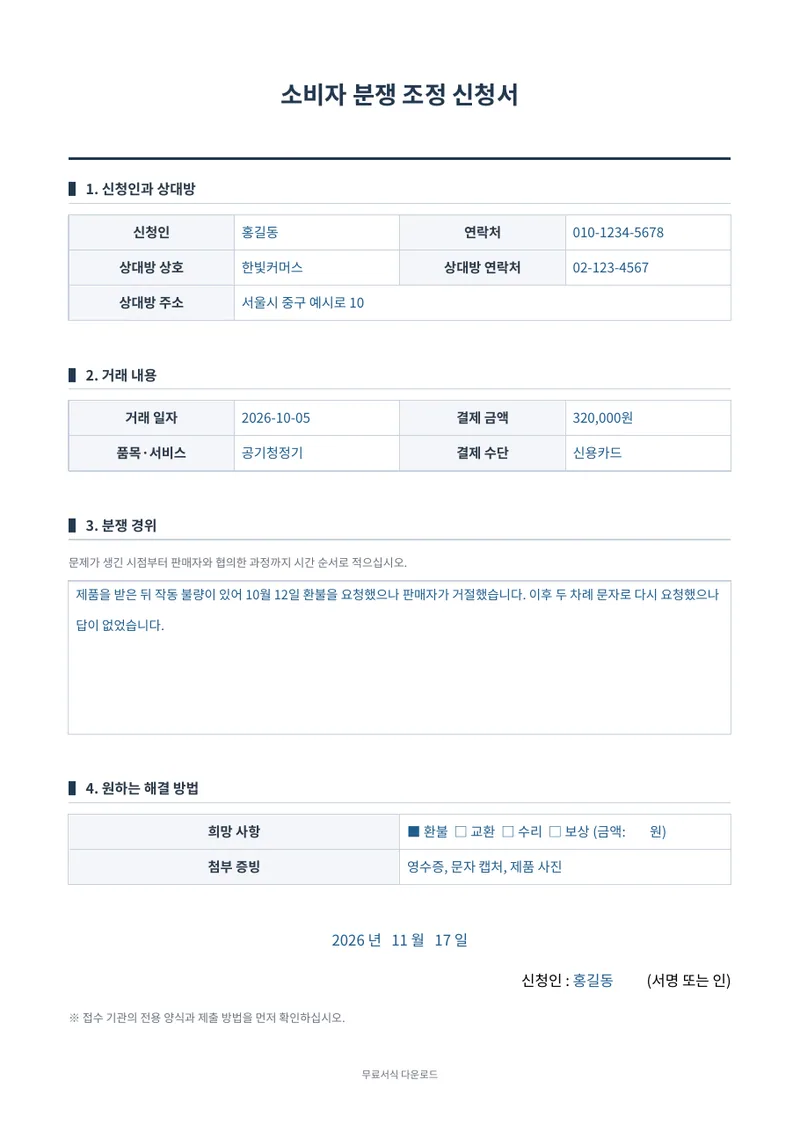 소비자 분쟁 조정 신청서
1. 신청인과 상대방
신청인 홍길동 연락처 010-1234-5678
상대방 상호 한빛커머스 상대방 연락처 02-123-4567
상대방 주소 서울시 중구 예시로 10
2. 거래 내용
거래 일자 2026-10-05 결제 금액 320,000원
품목·서비스 공기청정기 결제 수단 신용카드
3. 분쟁 경위
문제가 생긴 시점부터 판매자와 협의한 과정까지 시간 순서로 적으십시오.
제품을 받은 뒤 작동 불량이 있어 10월 12일 환불을 요청했으나 판매자가 거절했습니다. 이후 두 차례 문자로 다시 요청했으나
답이 없었습니다.
4. 원하는 해결 방법
희망 사항 ■ 환불 □ 교환 □ 수리 □ 보상 (금액: 원)
첨부 증빙 영수증, 문자 캡처, 제품 사진
2026 년 11 월 17 일
신청인 : 홍길동 (서명 또는 인)
※ 접수 기관의 전용 양식과 제출 방법을 먼저 확인하십시오.
무료서식 다운로드